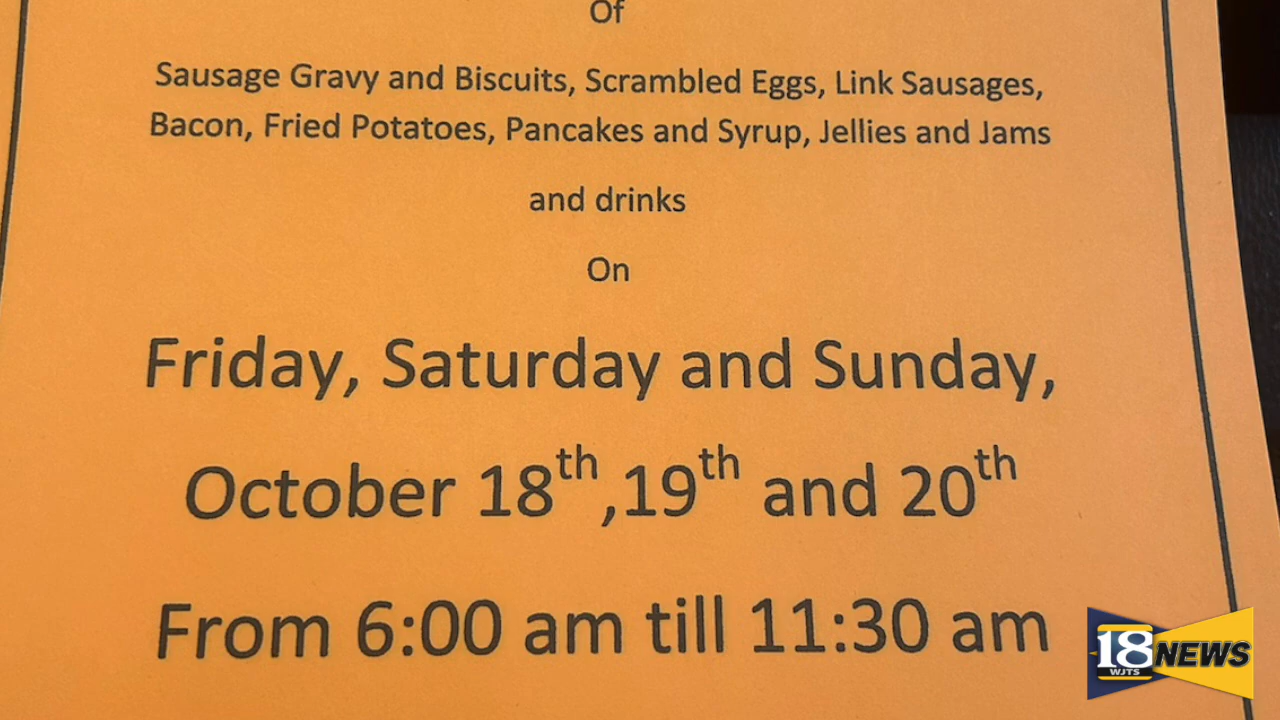 Of
Sausage Gravy and Biscuits, Scrambled Eggs, Link Sausages,
Bacon, Fried Potatoes, Pancakes and Syrup, Jellies and Jams
and drinks
On
Friday, Saturday and Sunday,
October 18th,19th and 20th
From 6:00 am till 11:30 am
18 NEWS
WJTS